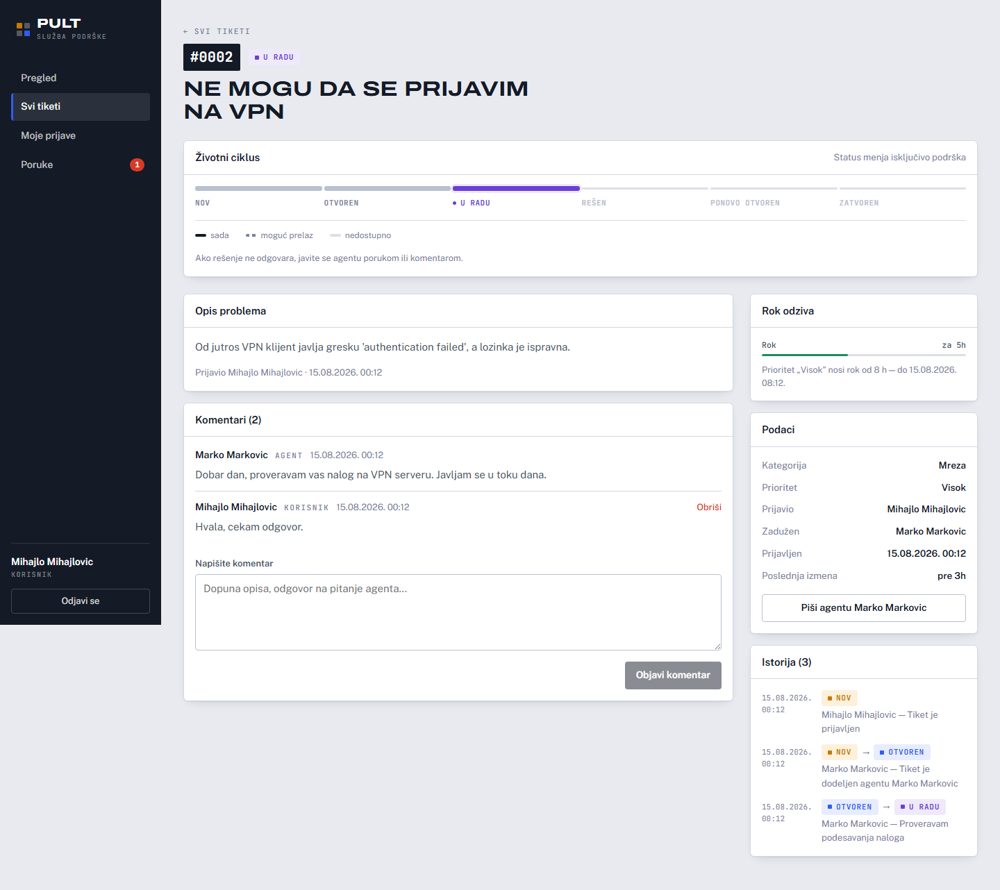 PULT
SLUŽBA PODRŠKE
Pregled
Svi tiketi
Moje prijave
Poruke 1
Mihajlo Mihajlovic
KORISNIK
Odjavi se
← SVI TIKETI
#0002 U RADU
NE MOGU DA SE PRIJAVIM
NA VPN
Životni ciklus Status menja isključivo podrška
NOV OTVOREN U RADU REŠEN PONOVO OTVOREN ZATVOREN
sada moguć prelaz nedostupno
Ako rešenje ne odgovara, javite se agentu porukom ili komentarom.
Opis problema
Od jutros VPN klijent javlja gresku 'authentication failed', a lozinka je ispravna.
Prijavio Mihajlo Mihajlovic · 15.08.2026. 00:12
Komentari (2)
Marko Markovic AGENT 15.08.2026. 00:12
Dobar dan, proveravam vas nalog na VPN serveru. Javljam se u toku dana.
Mihajlo Mihajlovic KORISNIK 15.08.2026. 00:12 Obriši
Hvala, cekam odgovor.
Napišite komentar
Dopuna opisa, odgovor na pitanje agenta...
Objavi komentar
Rok odziva
Rok za 5h
Prioritet „Visok” nosi rok od 8 h — do 15.08.2026.
08:12.
Podaci
Kategorija Mreza
Prioritet Visok
Prijavio Mihajlo Mihajlovic
Zadužen Marko Markovic
Prijavljen 15.08.2026. 00:12
Poslednja izmena pre 3h
Piši agentu Marko Markovic
Istorija (3)
15.08.2026. NOV
00:12
Mihajlo Mihajlovic — Tiket je
prijavljen
15.08.2026. NOV → OTVOREN
00:12
Marko Markovic — Tiket je
dodeljen agentu Marko Markovic
15.08.2026. OTVOREN → U RADU
00:12
Marko Markovic — Proveravam
podesavanja naloga